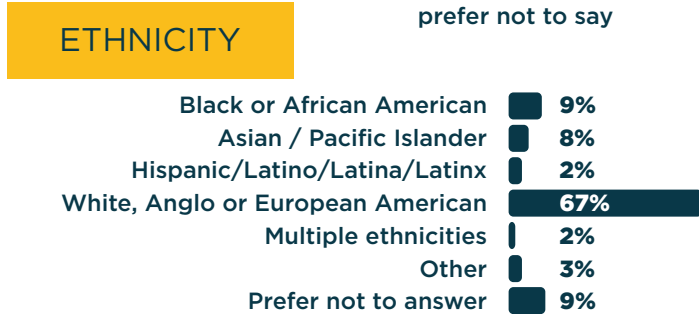 prefer not to say
ETHNICITY
Black or African American 9%
Asian / Pacific Islander 8%
Hispanic/Latino/Latina/Latinx 2%
White, Anglo or European American 67%
Multiple ethnicities 2%
Other 3%
Prefer not to answer 9%